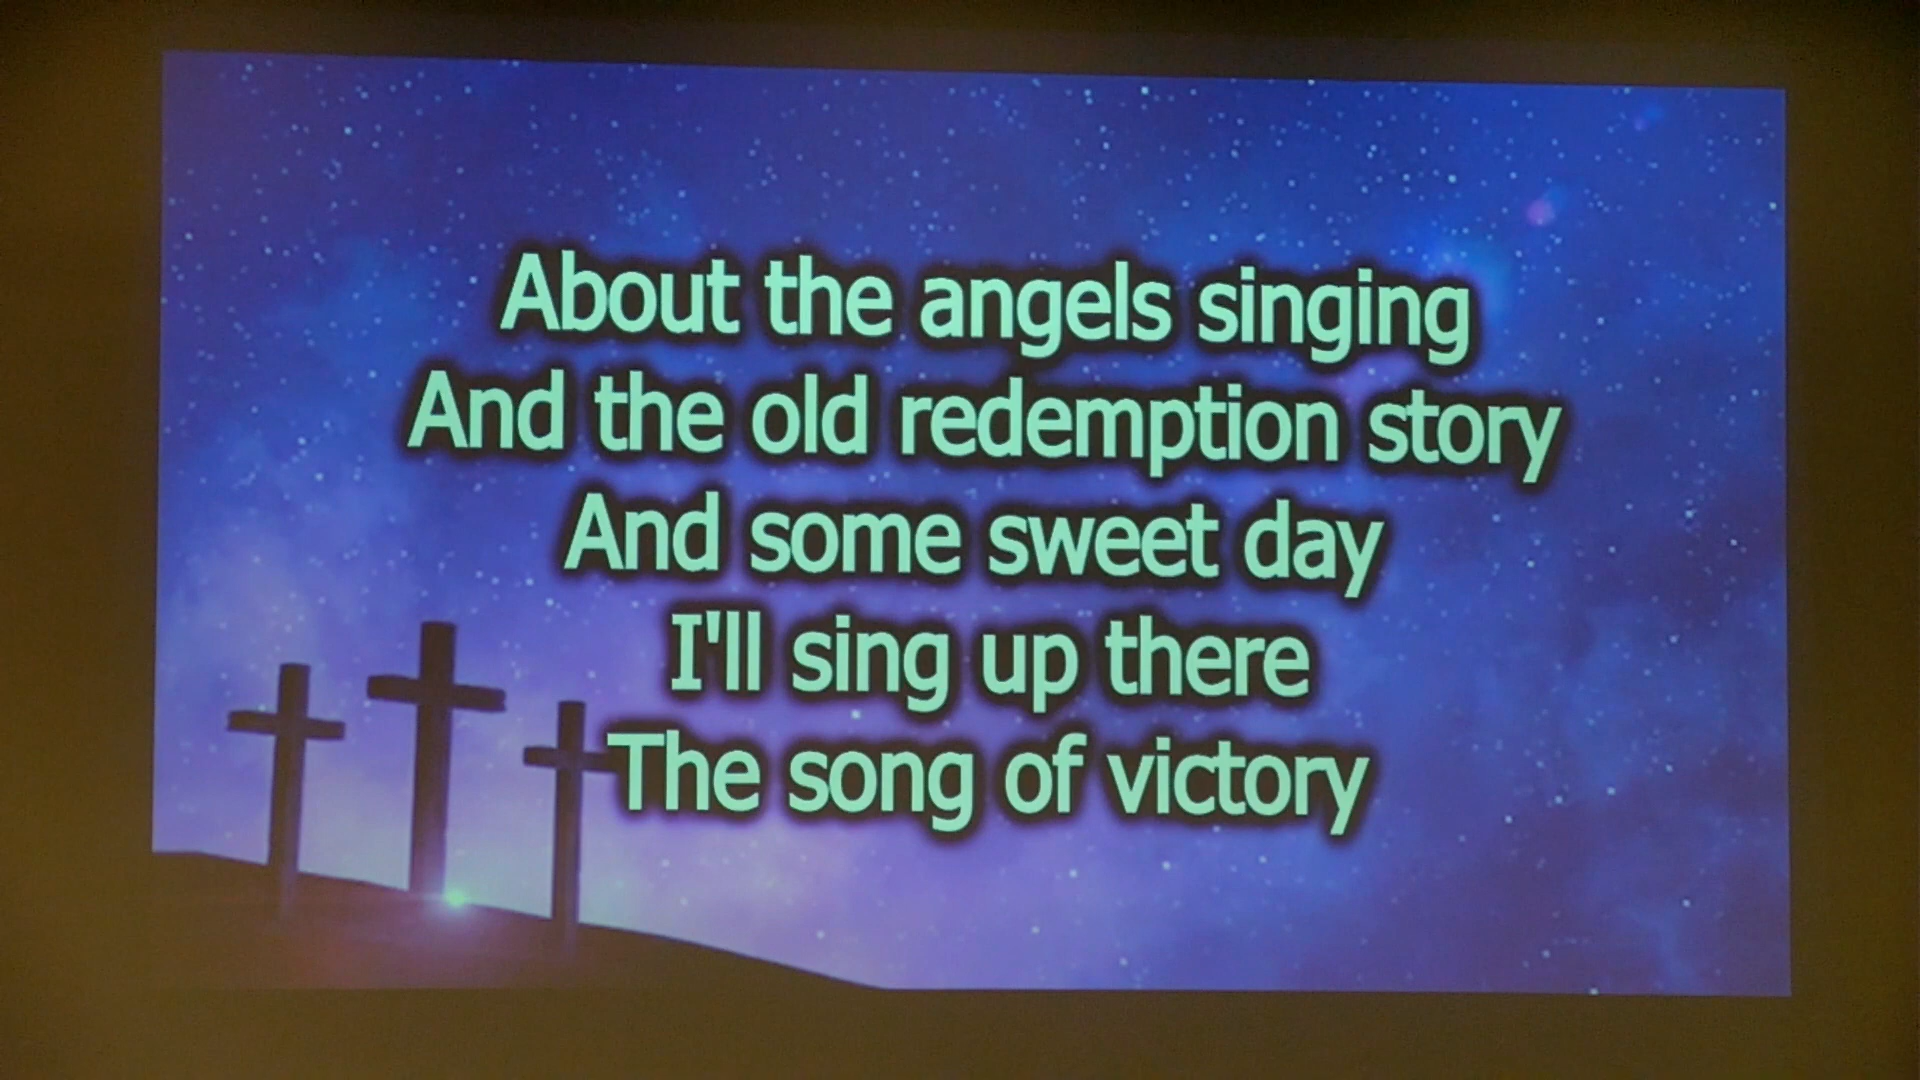 About the angels singing
And the old redemption story
And some sweet day
I'll sing up there
The song of victory